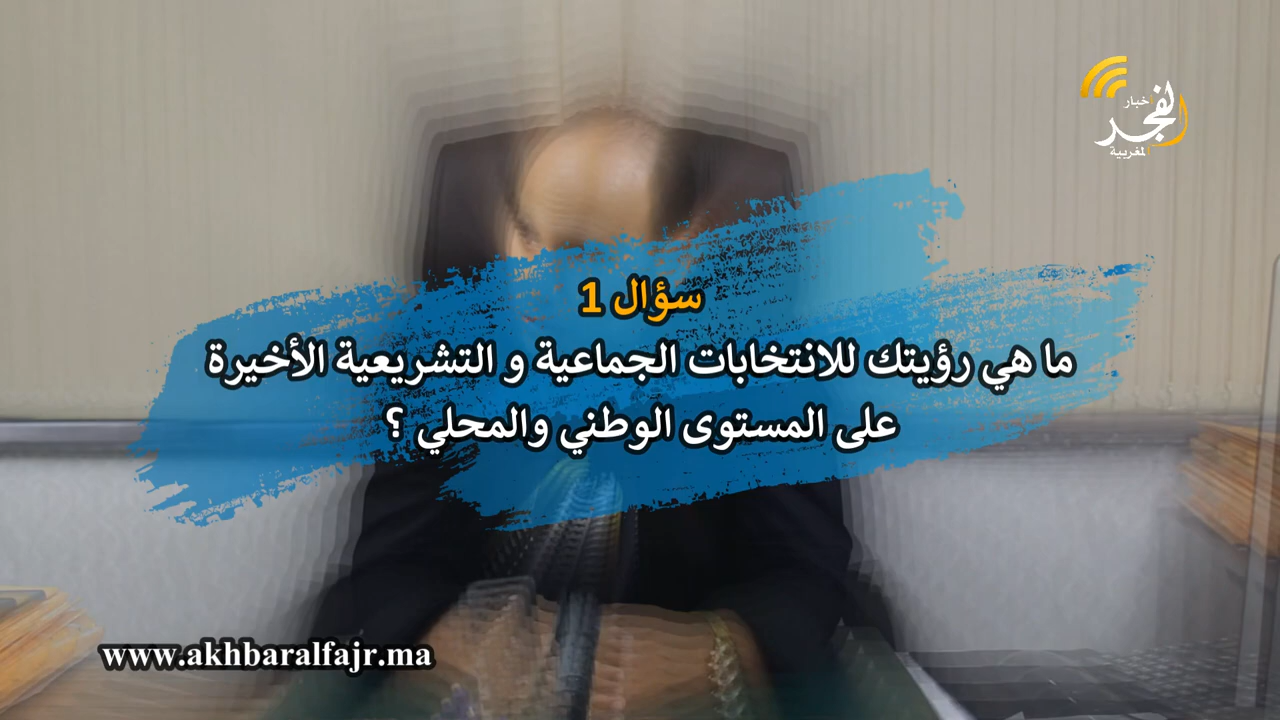 اخبار
الفجر
المغربية
سؤال 1
ما هي رؤيتك للانتخابات الجماعية و التشريعية الأخيرة
على المستوى الوطني والمحلي ؟
www.akhbaralfajr.ma